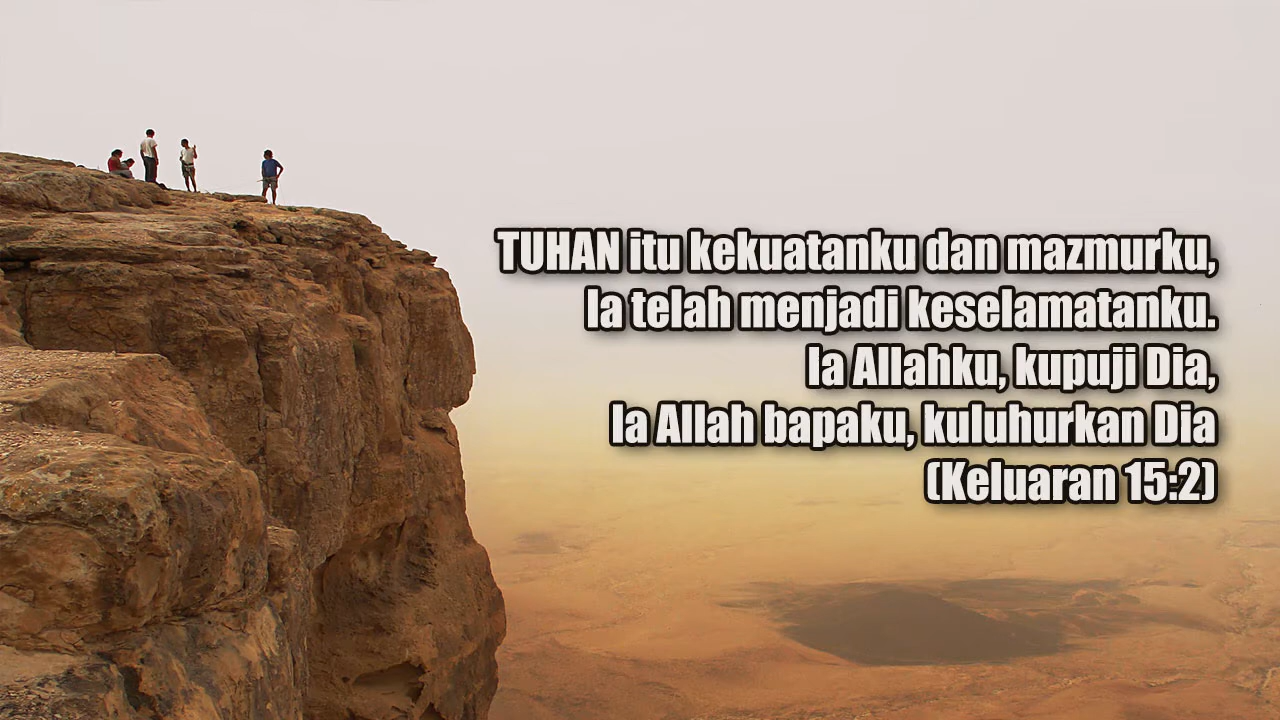 TUHAN itu kekuatanku dan mazmurku,
Ia telah menjadi keselamatanku.
Ia Allahku, kupuji Dia,
Ia Allah bapaku, kuluhurkan Dia
(Keluaran 15:2)